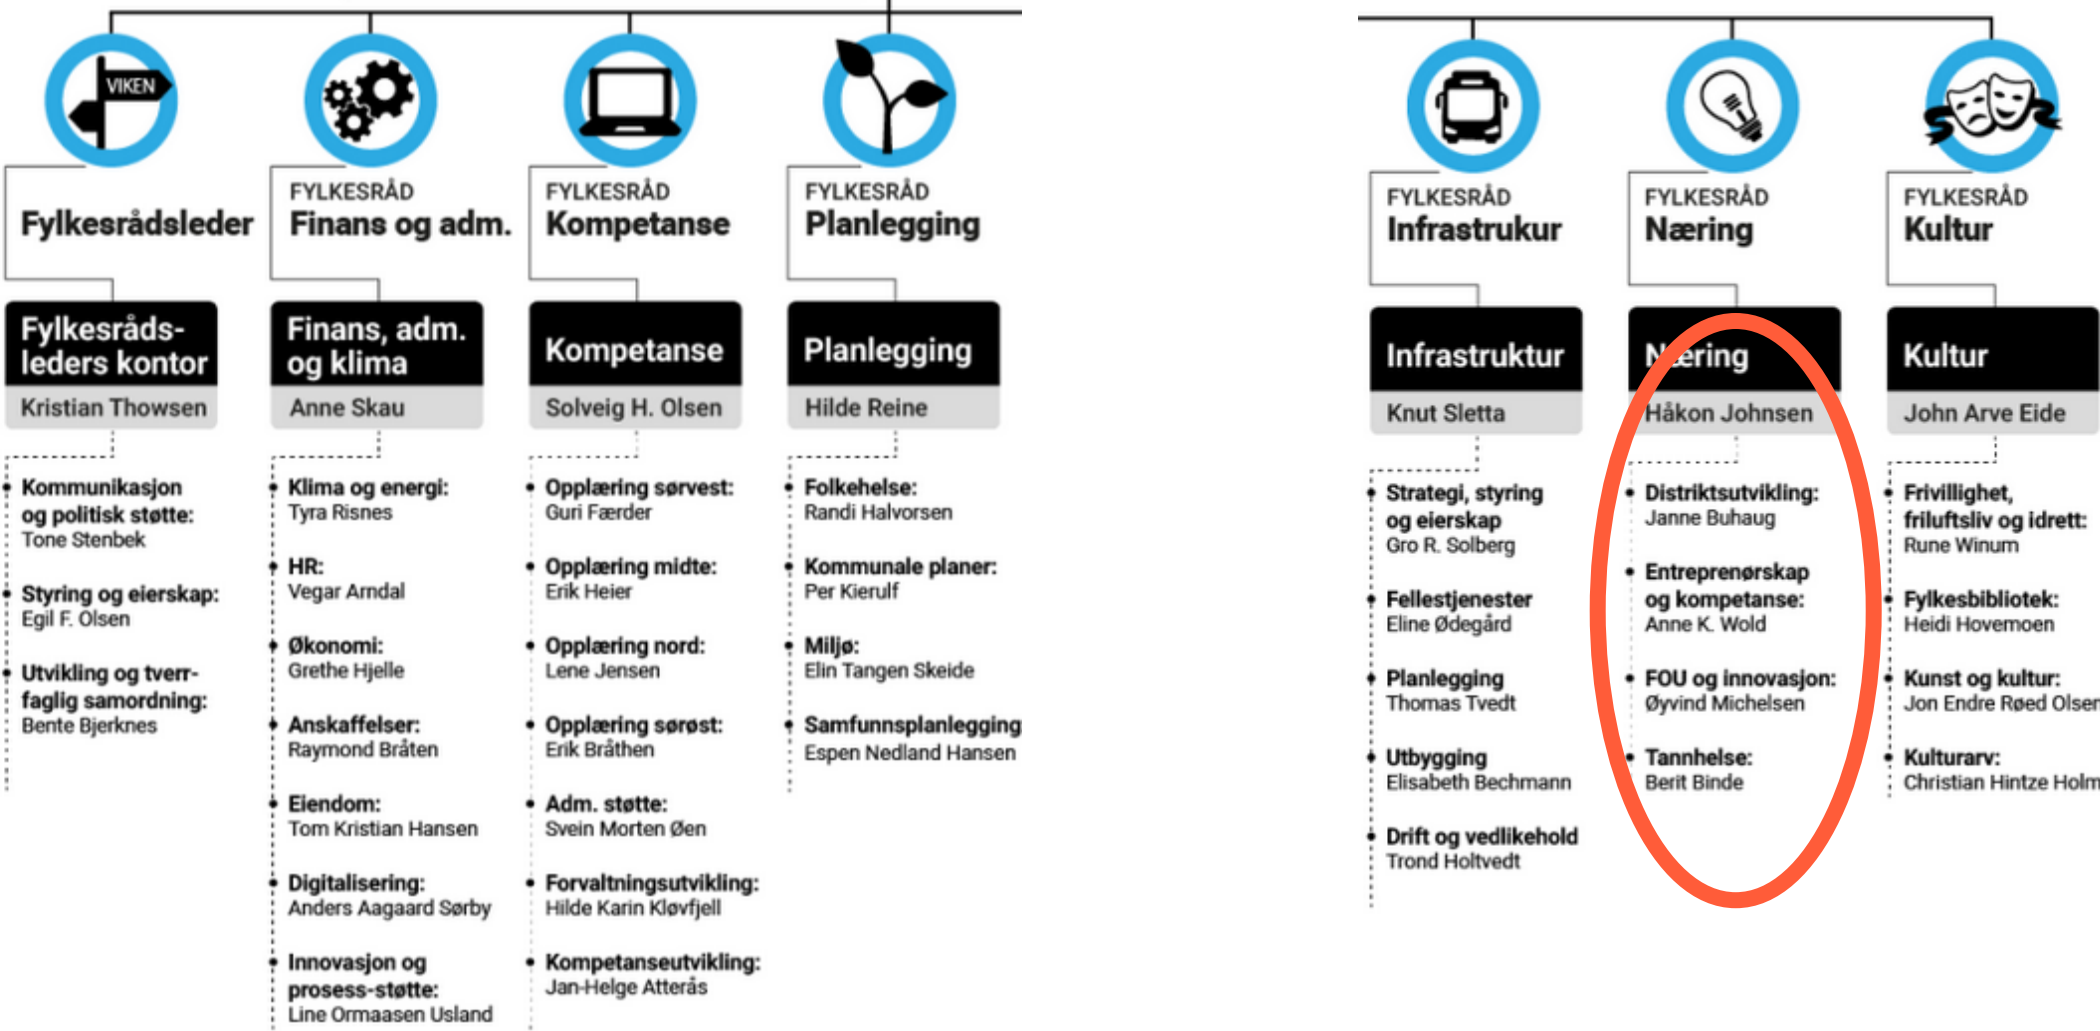 VIKEN
Fylkesrådsleder
Fylkesråds-
leders kontor
Kristian Thowsen
Kommunikasjon
og politisk støtte:
Tone Stenbek
Styring og eierskap:
Egil F. Olsen
Utvikling og tverr-
faglig samordning:
Bente Bjerknes
FYLKESRÅD
Finans og adm.
Finans, adm.
og klima
Anne Skau
Klima og energi:
Tyra Risnes
HR:
Vegar Arndal
Økonomi:
Grethe Hjelle
Anskaffelser:
Raymond Bråten
Eiendom:
Tom Kristian Hansen
Digitalisering:
Anders Aagaard Sørby
Innovasjon og
prosess-støtte:
Line Ormaasen Usland
FYLKESRÅD
Kompetanse
Kompetanse
Solveig H. Olsen
Opplæring sørvest:
Guri Færder
Opplæring midte:
Erik Heier
Opplæring nord:
Lene Jensen
Opplæring sørøst:
Erik Bråthen
Adm. støtte:
Svein Morten Øen
Forvaltningsutvikling:
Hilde Karin Kløvfjell
Kompetanseutvikling:
Jan-Helge Atterås
FYLKESRÅD
Planlegging
Planlegging
Hilde Reine
Folkehelse:
Randi Halvorsen
Kommunale planer:
Per Kierulf
Miljø:
Elin Tangen Skeide
Samfunnsplanlegging
Espen Nedland Hansen
FYLKESRÅD
Infrastrukur
Infrastruktur
Knut Sletta
Strategi, styring
og eierskap
Gro R. Solberg
Fellestjenester
Eline Ødegård
Planlegging
Thomas Tvedt
Utbygging
Elisabeth Bechmann
Drift og vedlikehold
Trond Holtvedt
FYLKESRÅD
Næring
Næring
Håkon Johnsen
Distriktsutvikling:
Janne Buhaug
Entreprenørskap
og kompetanse:
Anne K. Wold
FOU og innovasjon:
Øyvind Michelsen
Tannhelse:
Berit Binde
FYLKESRÅD
Kultur
Kultur
John Arve Eide
Frivillighet,
friluftsliv og idrett:
Rune Winum
Fylkesbibliotek:
Heidi Hovemoen
Kunst og kultur:
Jon Endre Røed Olsen
Kulturarv:
Christian Hintze Holm